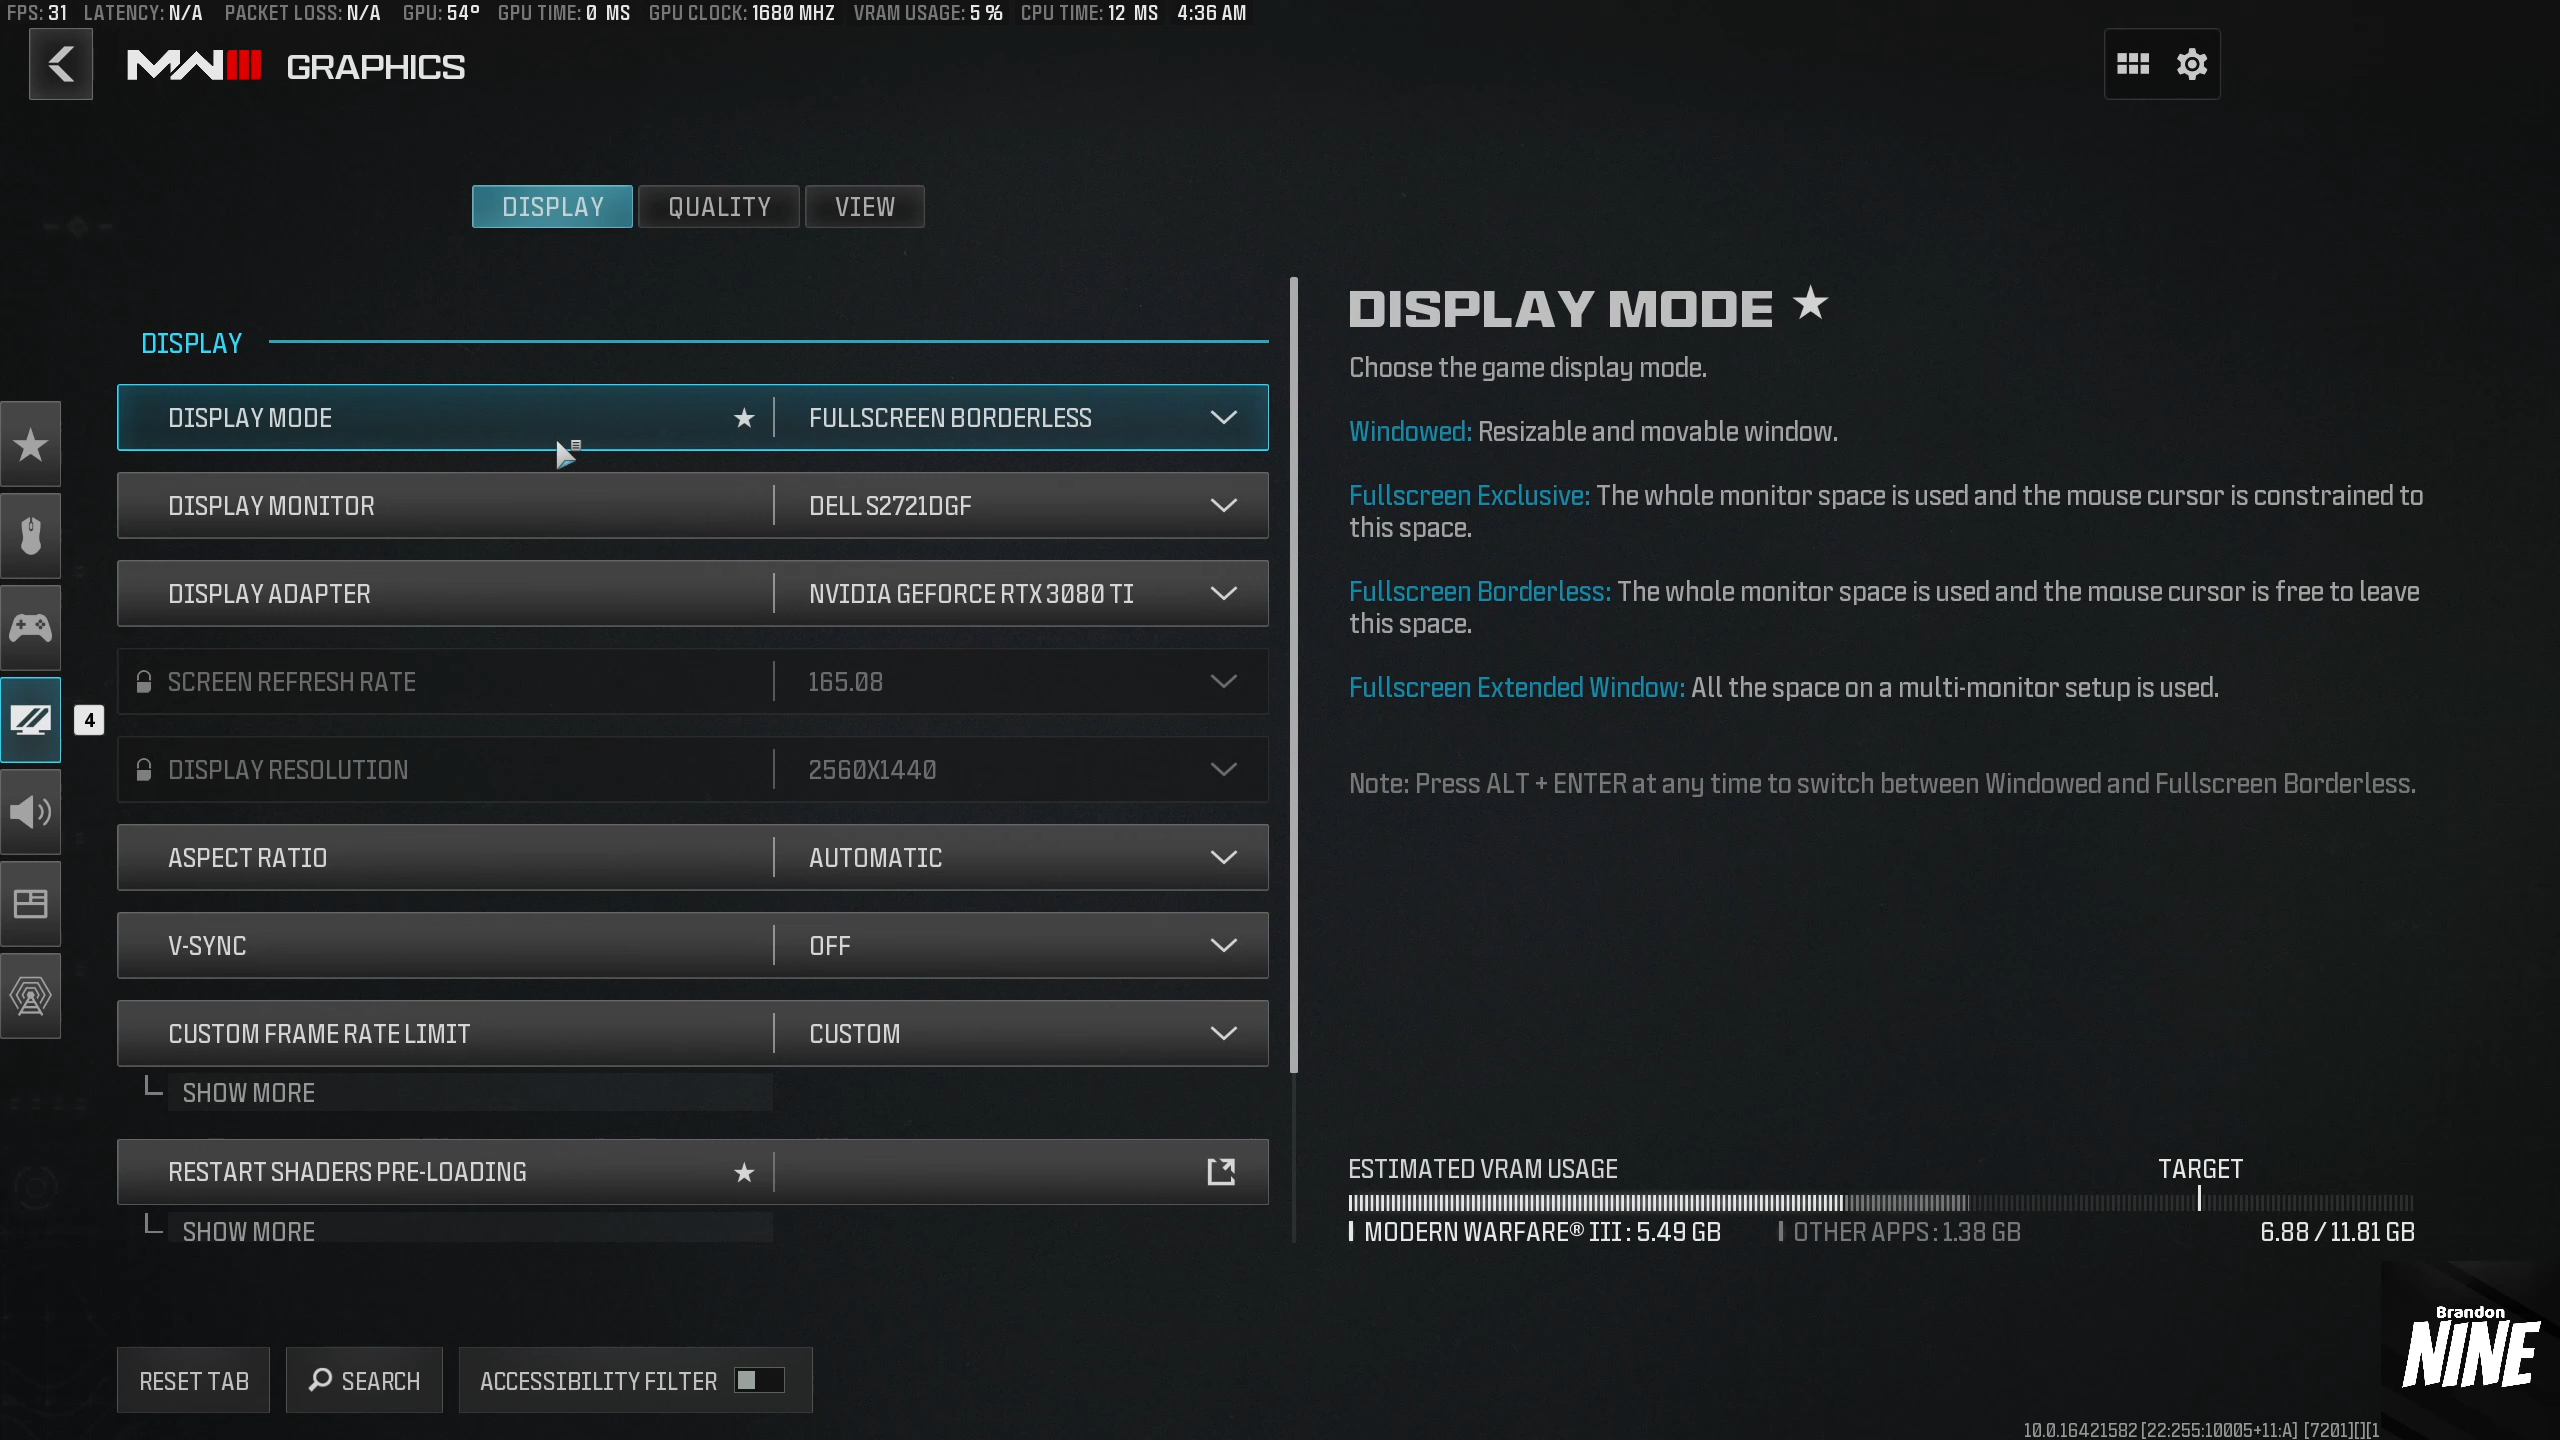 FPS: 31 LATENCY: N/A PACKET LOSS: N/A GPU: 54° GPU TIME: 0 MS GPU CLOCK: 1680 MHZ VRAM USAGE: 5 % CPU TIME: 12 MS 4:36 AM
MWIII GRAPHICS
DISPLAY QUALITY VIEW
DISPLAY
DISPLAY MODE FULLSCREEN BORDERLESS
DISPLAY MONITOR DELL S2721DGF
DISPLAY ADAPTER NVIDIA GEFORCE RTX 3080 TI
SCREEN REFRESH RATE 165.08
4
DISPLAY RESOLUTION 2560X1440
ASPECT RATIO AUTOMATIC
V-SYNC OFF
CUSTOM FRAME RATE LIMIT CUSTOM
SHOW MORE
RESTART SHADERS PRE-LOADING
SHOW MORE
DISPLAY MODE
Choose the game display mode.
Windowed: Resizable and movable window.
Fullscreen Exclusive: The whole monitor space is used and the mouse cursor is constrained to
this space.
Fullscreen Borderless: The whole monitor space is used and the mouse cursor is free to leave
this space.
Fullscreen Extended Window: All the space on a multi-monitor setup is used.
Note: Press ALT + ENTER at any time to switch between Windowed and Fullscreen Borderless.
ESTIMATED VRAM USAGE TARGET
MODERN WARFARE® III : 5.49 GB OTHER APPS : 1.38 GB 6.88 / 11.81 GB
RESET TAB SEARCH ACCESSIBILITY FILTER
Brandon
NINE
10.0.16421582 [22:255:10005+11:A] [7201][][1